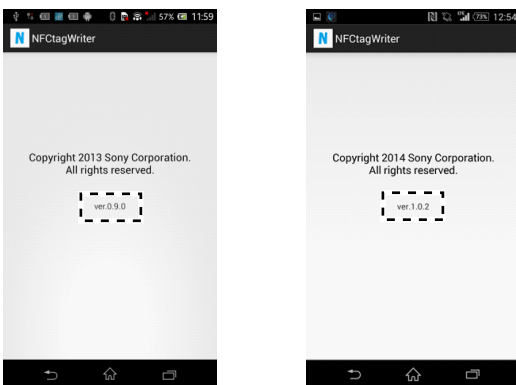 57% 11:59
N NFCtagWriter
Copyright 2013 Sony Corporation.
All rights reserved.
ver.0.9.0
73% 12:54
N NFCtagWriter
Copyright 2014 Sony Corporation.
All rights reserved.
ver.1.0.2